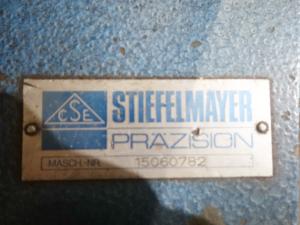 CSE STIEFELMAYER
PRÄZISION
MASCH.-NR. 15060782